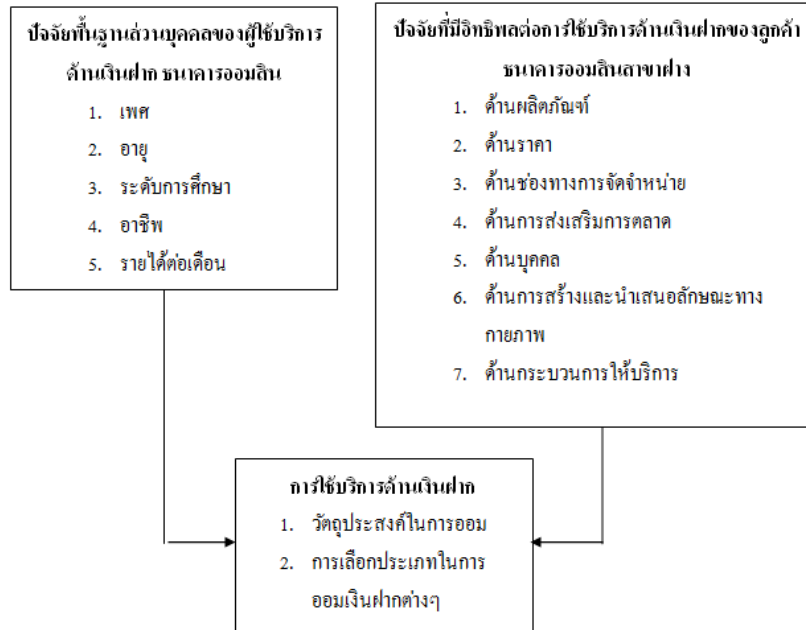 ปัจจัยพื้นฐานส่วนบุคคลของผู้ใช้บริการ
ด้านเงินฝาก ธนาคารออมสิน
1. เพศ
2. อายุ
3. ระดับการศึกษา
4. อาชีพ
5. รายได้ต่อเดือน
ปัจจัยที่มีอิทธิพลต่อการใช้บริการด้านเงินฝากของลูกค้า
ธนาคารออมสินสาขาฝาง
1. ด้านผลิตภัณฑ์
2. ด้านราคา
3. ด้านช่องทางการจัดจำหน่าย
4. ด้านการส่งเสริมการตลาด
5. ด้านบุคคล
6. ด้านการสร้างและนำเสนอลักษณะทาง
กายภาพ
7. ด้านกระบวนการให้บริการ
การใช้บริการด้านเงินฝาก
1. วัตถุประสงค์ในการออม
2. การเลือกประเภทในการ
ออมเงินฝากต่างๆ